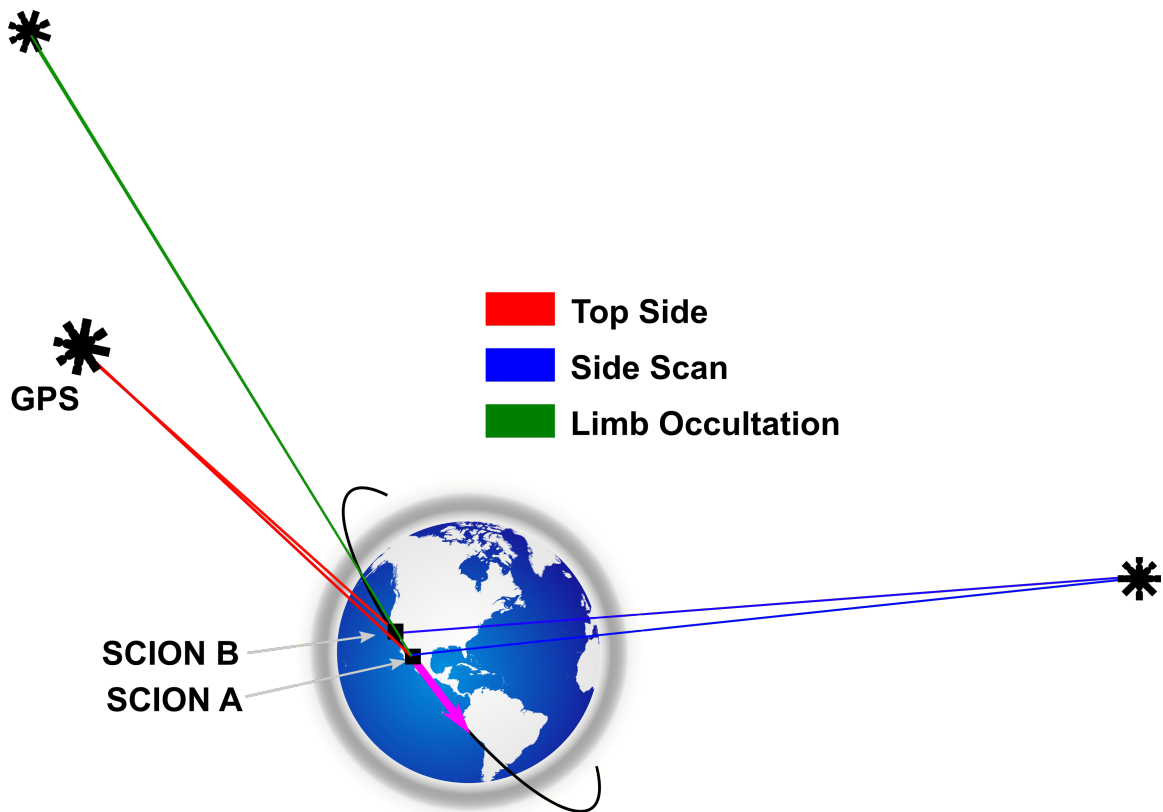 Top Side
Side Scan
GPS
Limb Occultation
SCION B
SCION A